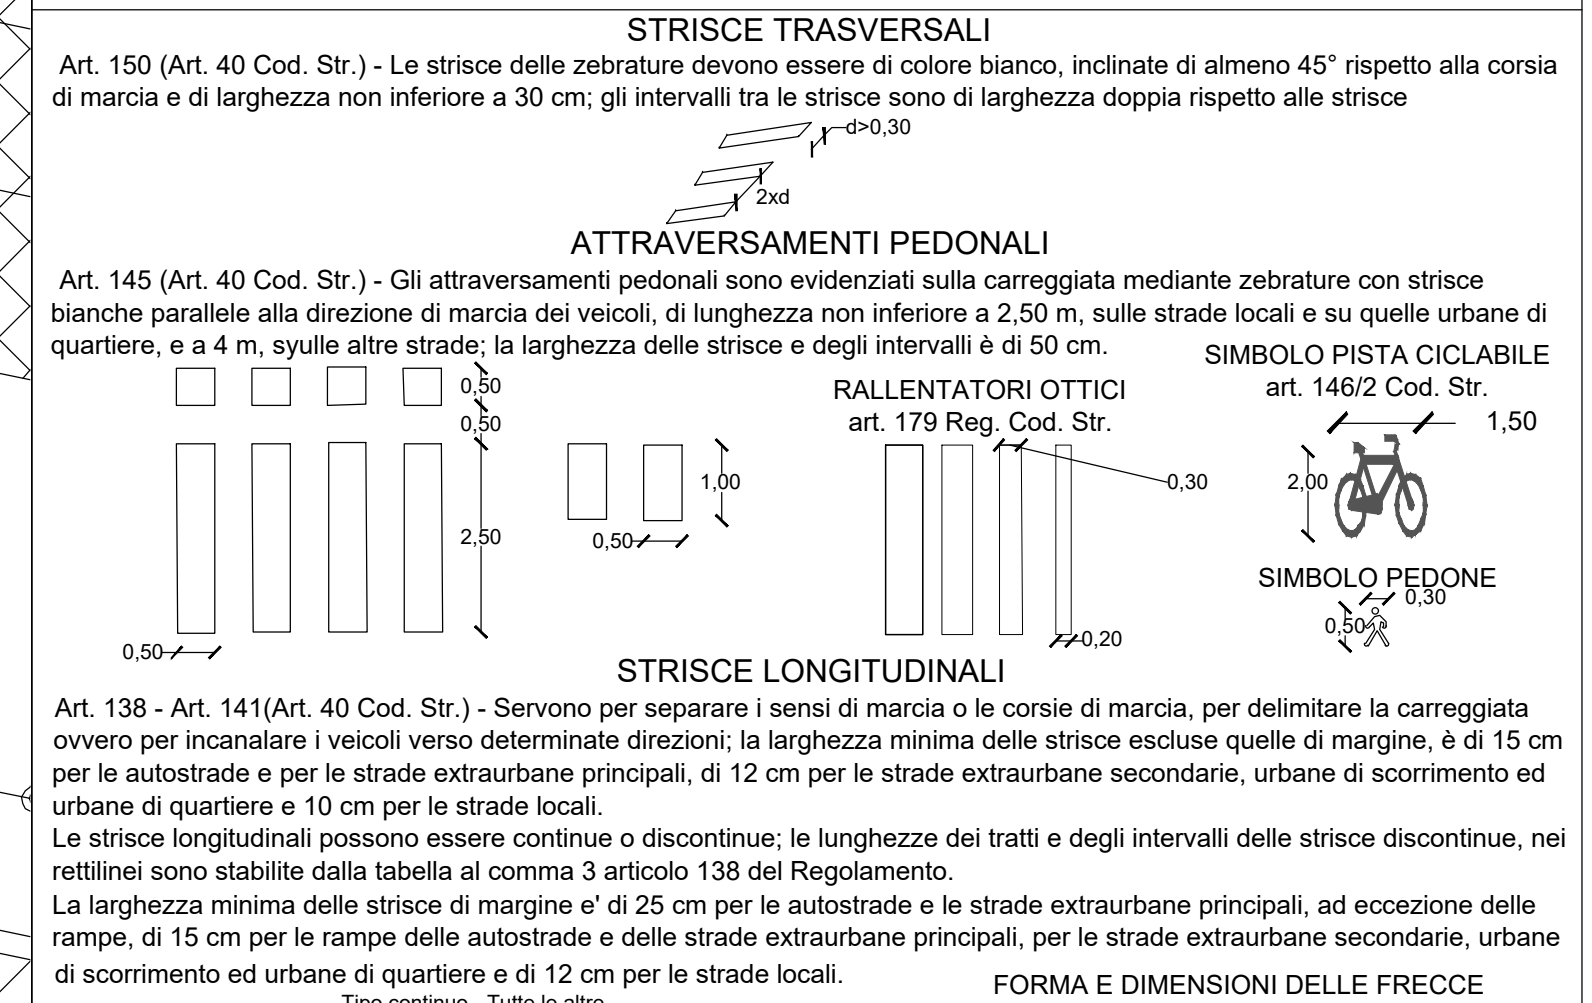 STRISCE TRASVERSALI
Art. 150 (Art. 40 Cod. Str.) - Le strisce delle zebrature devono essere di colore bianco, inclinate di almeno 45° rispetto alla corsia
di marcia e di larghezza non inferiore a 30 cm; gli intervalli tra le strisce sono di larghezza doppia rispetto alle strisce
d>0,30
2xd
ATTRAVERSAMENTI PEDONALI
Art. 145 (Art. 40 Cod. Str.) - Gli attraversamenti pedonali sono evidenziati sulla carreggiata mediante zebrature con strisce
bianche parallele alla direzione di marcia dei veicoli, di lunghezza non inferiore a 2,50 m, sulle strade locali e su quelle urbane di
quartiere, e a 4 m, syulle altre strade; la larghezza delle strisce e degli intervalli è di 50 cm.
0,50
0,50
2,50
0,50
1,00
0,50
RALLENTATORI OTTICI
art. 179 Reg. Cod. Str.
0,30
0,20
SIMBOLO PISTA CICLABILE
art. 146/2 Cod. Str.
1,50
2,00
SIMBOLO PEDONE
0,30
0,50
STRISCE LONGITUDINALI
Art. 138 - Art. 141(Art. 40 Cod. Str.) - Servono per separare i sensi di marcia o le corsie di marcia, per delimitare la carreggiata
ovvero per incanalare i veicoli verso determinate direzioni; la larghezza minima delle strisce escluse quelle di margine, è di 15 cm
per le autostrade e per le strade extraurbane principali, di 12 cm per le strade extraurbane secondarie, urbane di scorrimento ed
urbane di quartiere e 10 cm per le strade locali.
Le strisce longitudinali possono essere continue o discontinue; le lunghezze dei tratti e degli intervalli delle strisce discontinue, nei
rettilinei sono stabilite dalla tabella al comma 3 articolo 138 del Regolamento.
La larghezza minima delle strisce di margine e' di 25 cm per le autostrade e le strade extraurbane principali, ad eccezione delle
rampe, di 15 cm per le rampe delle autostrade e delle strade extraurbane principali, per le strade extraurbane secondarie, urbane
di scorrimento ed urbane di quartiere e di 12 cm per le strade locali.
FORMA E DIMENSIONI DELLE FRECCE
Tipo continuo - Tutte le altre